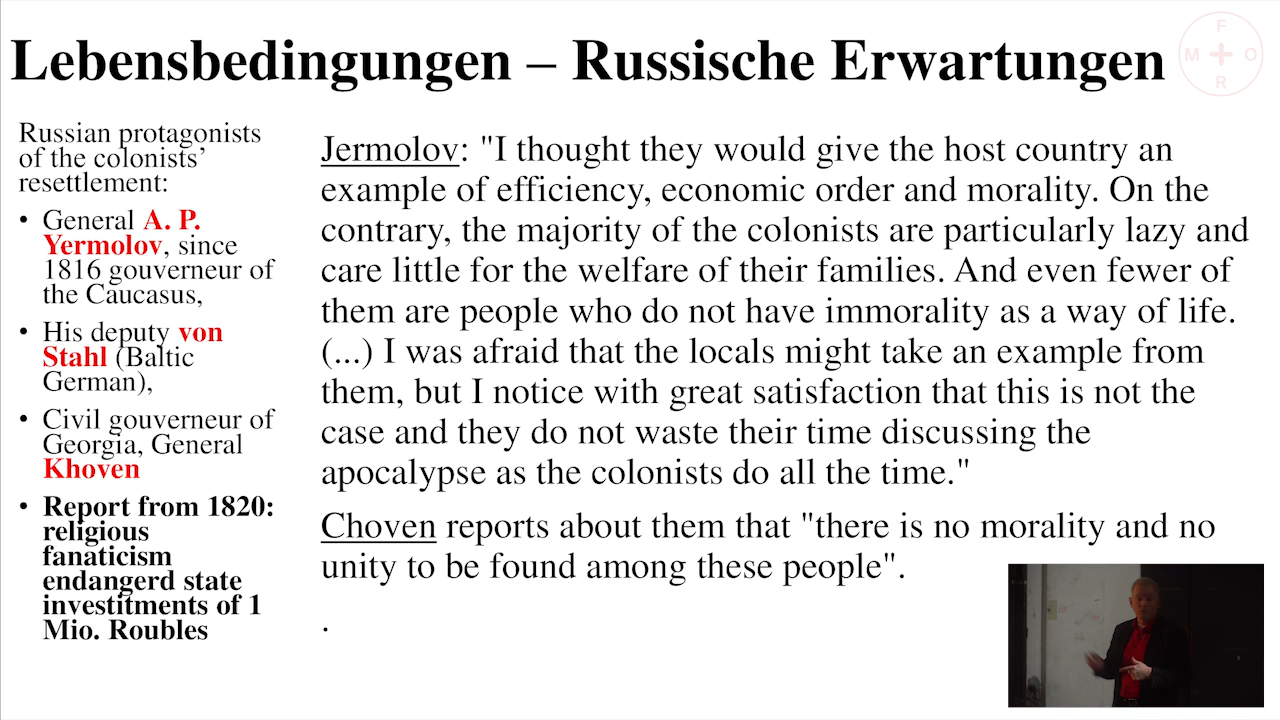 Lebensbedingungen – Russische Erwartungen
F
M O
R
Russian protagonists
of the colonists’
resettlement:
• General A. P.
Yermolov, since
1816 gouverneur of
the Caucasus,
• His deputy von
Stahl (Baltic
German),
• Civil gouverneur of
Georgia, General
Khoven
• Report from 1820:
religious
fanaticism
endangerd state
investitments of 1
Mio. Roubles
Jermolov: "I thought they would give the host country an
example of efficiency, economic order and morality. On the
contrary, the majority of the colonists are particularly lazy and
care little for the welfare of their families. And even fewer of
them are people who do not have immorality as a way of life.
(...) I was afraid that the locals might take an example from
them, but I notice with great satisfaction that this is not the
case and they do not waste their time discussing the
apocalypse as the colonists do all the time."
Choven reports about them that "there is no morality and no
unity to be found among these people".
.